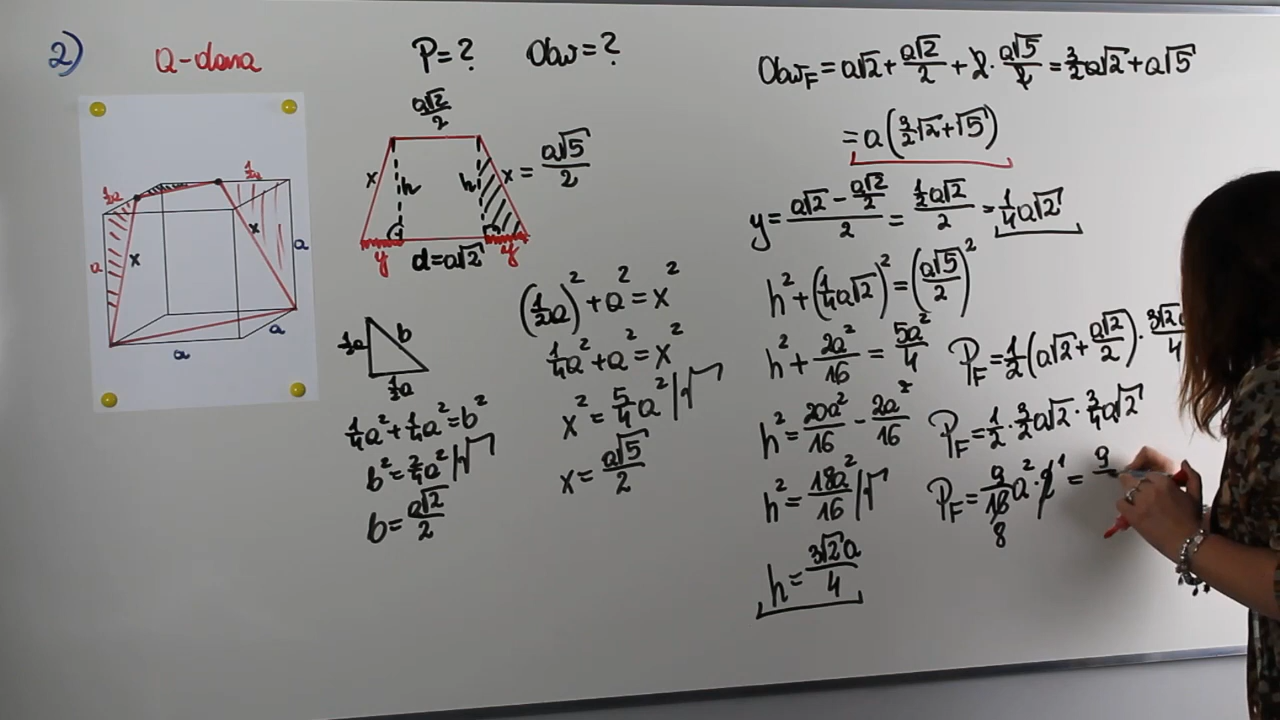 2) a-dana P=? Obw=?
½a
½a
a
x
x
a
a
a
a√2/2
x
h
h
x = a√5/2
y d=a√2 y
½a b
½a
¼a² + ¼a² = b²
b² = 2/4a² |√
b = a√2/2
(½a)² + a² = x²
¼a² + a² = x²
x² = 5/4a² |√
x = a√5/2
Obw_F = a√2 + a√2/2 + 2 · a√5/2 = 3/2a√2 + a√5
= a(3/2√2 + √5)
y = (a√2 - a√2/2)/2 = ½a√2/2 = ¼a√2
h² + (¼a√2)² = (a√5/2)²
h² + 2a²/16 = 5a²/4
h² = 20a²/16 - 2a²/16
h² = 18a²/16 |√
h = 3√2a/4
P_F = ½(a√2 + a√2/2) · 3√2a/4
P_F = ½ · 3/2a√2 · ¾a√2
P_F = 9/16 8 a² · 2 1 = 9